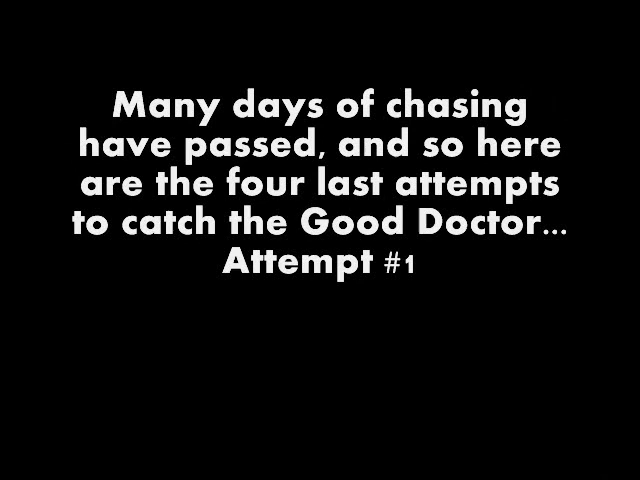 Many days of chasing
have passed, and so here
are the four last attempts
to catch the Good Doctor...
Attempt #1